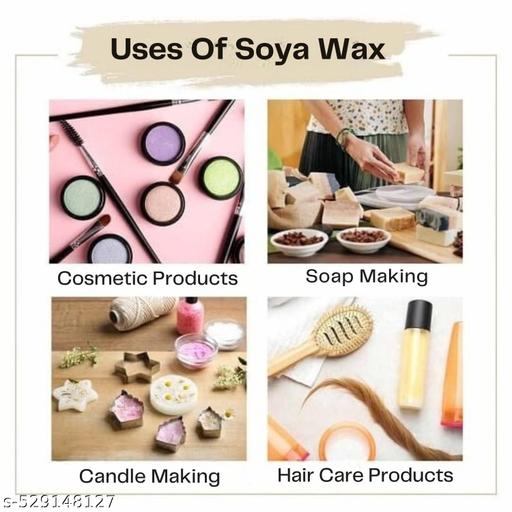 Uses Of Soya Wax
Cosmetic Products
Soap Making
Candle Making
Hair Care Products
s-529148127